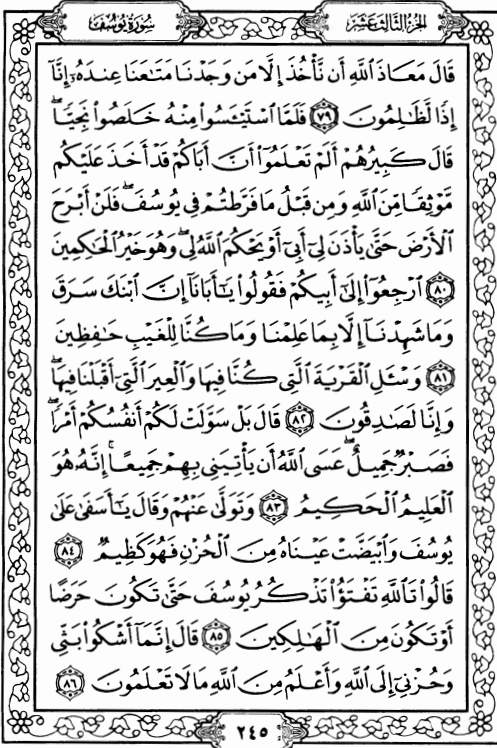 الجزء الثالث عشر
سورة يوسف
قَالَ مَعَاذَ ٱللَّهِ أَن نَّأْخُذَ إِلَّا مَن وَجَدْنَا مَتَٰعَنَا عِندَهُۥٓ إِنَّآ
إِذًا لَّظَٰلِمُونَ ٧٩ فَلَمَّا ٱسْتَيْـَٔسُوا۟ مِنْهُ خَلَصُوا۟ نَجِيًّا ۖ
قَالَ كَبِيرُهُمْ أَلَمْ تَعْلَمُوٓا۟ أَنَّ أَبَاكُمْ قَدْ أَخَذَ عَلَيْكُم
مَّوْثِقًا مِّنَ ٱللَّهِ وَمِن قَبْلُ مَا فَرَّطتُمْ فِى يُوسُفَ ۖ فَلَنْ أَبْرَحَ
ٱلْأَرْضَ حَتَّىٰ يَأْذَنَ لِىٓ أَبِىٓ أَوْ يَحْكُمَ ٱللَّهُ لِى ۖ وَهُوَ خَيْرُ ٱلْحَٰكِمِينَ
٨٠ ٱرْجِعُوٓا۟ إِلَىٰٓ أَبِيكُمْ فَقُولُوا۟ يَٰٓأَبَانَآ إِنَّ ٱبْنَكَ سَرَقَ
وَمَا شَهِدْنَآ إِلَّا بِمَا عَلِمْنَا وَمَا كُنَّا لِلْغَيْبِ حَٰفِظِينَ
٨١ وَسْـَٔلِ ٱلْقَرْيَةَ ٱلَّتِى كُنَّا فِيهَا وَٱلْعِيرَ ٱلَّتِىٓ أَقْبَلْنَا فِيهَا ۖ
وَإِنَّا لَصَٰدِقُونَ ٨٢ قَالَ بَلْ سَوَّلَتْ لَكُمْ أَنفُسُكُمْ أَمْرًا ۖ
فَصَبْرٌ جَمِيلٌ ۖ عَسَى ٱللَّهُ أَن يَأْتِيَنِى بِهِمْ جَمِيعًا ۚ إِنَّهُۥ هُوَ
ٱلْعَلِيمُ ٱلْحَكِيمُ ٨٣ وَتَوَلَّىٰ عَنْهُمْ وَقَالَ يَٰٓأَسَفَىٰ عَلَىٰ
يُوسُفَ وَٱبْيَضَّتْ عَيْنَاهُ مِنَ ٱلْحُزْنِ فَهُوَ كَظِيمٌ ٨٤
قَالُوا۟ تَٱللَّهِ تَفْتَؤُا۟ تَذْكُرُ يُوسُفَ حَتَّىٰ تَكُونَ حَرَضًا
أَوْ تَكُونَ مِنَ ٱلْهَٰلِكِينَ ٨٥ قَالَ إِنَّمَآ أَشْكُوا۟ بَثِّى
وَحُزْنِىٓ إِلَى ٱللَّهِ وَأَعْلَمُ مِنَ ٱللَّهِ مَا لَا تَعْلَمُونَ ٨٦
٢٤٥